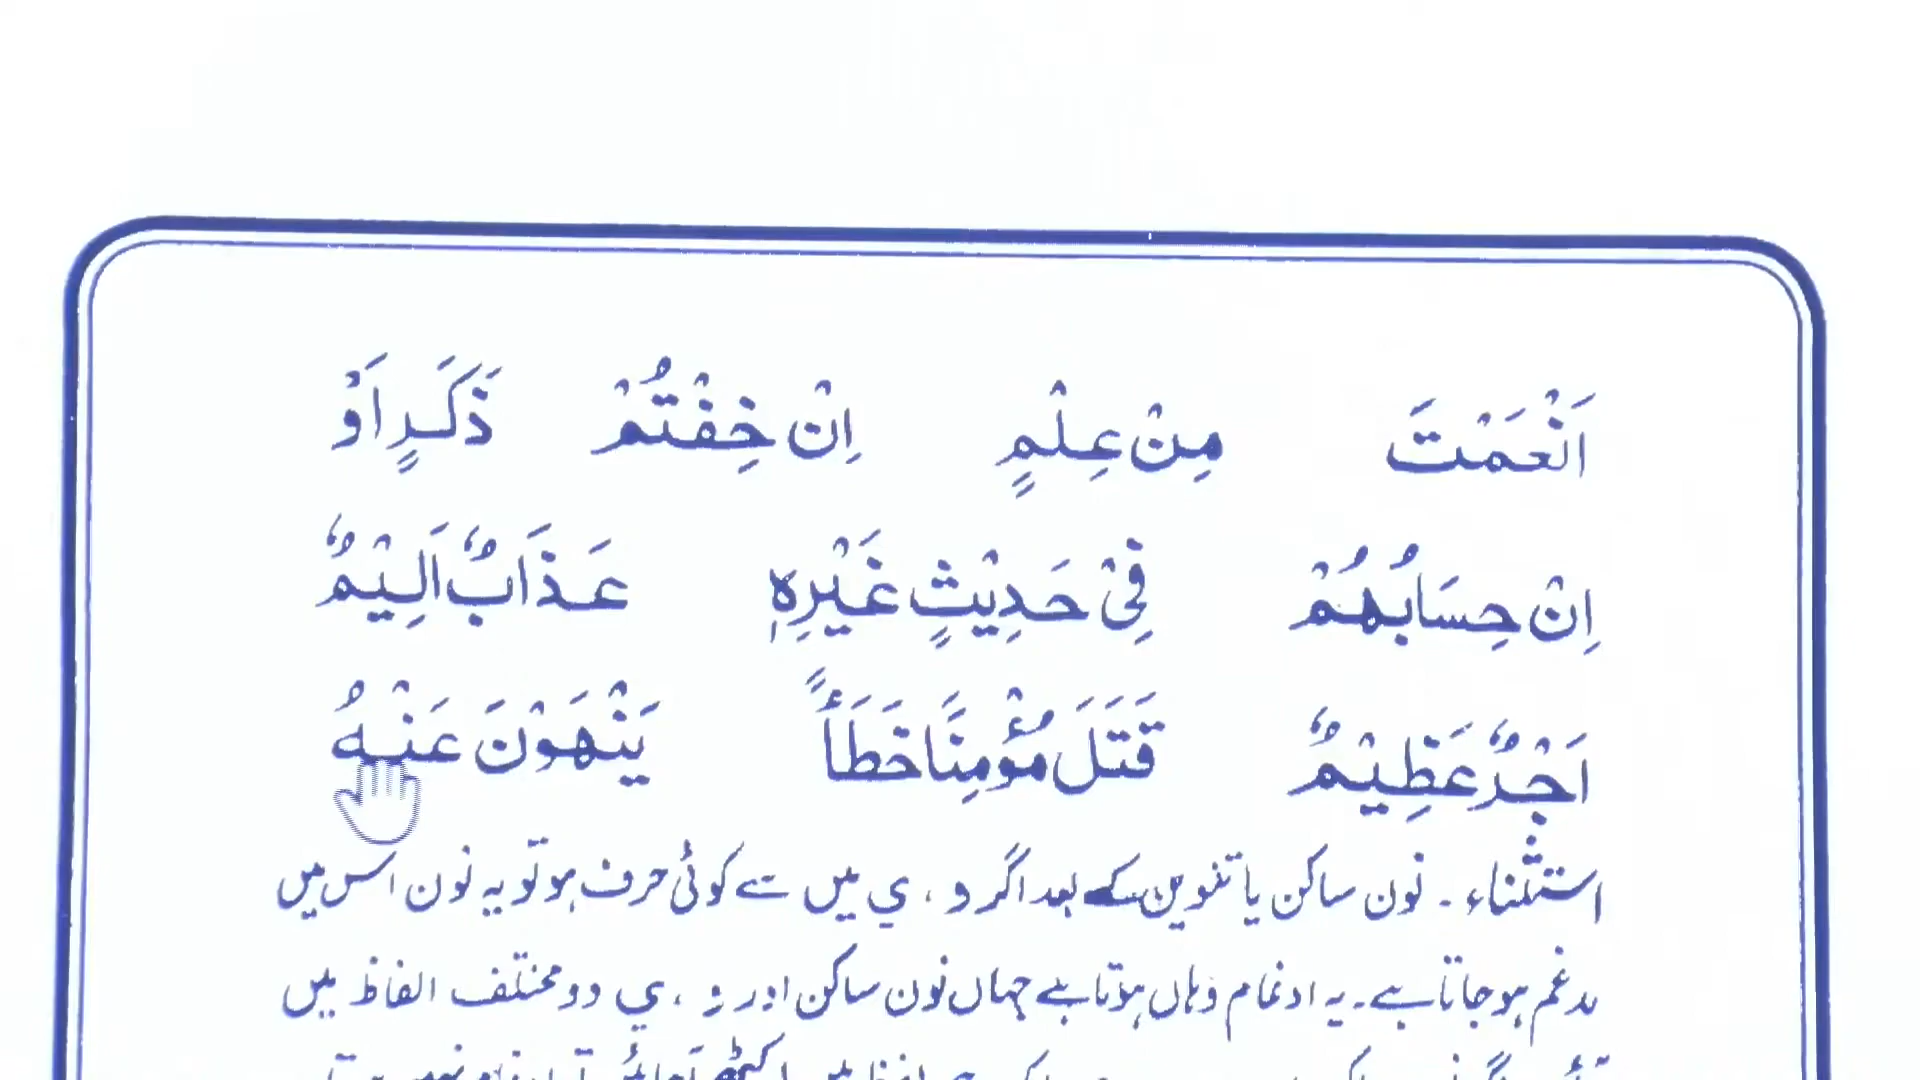 اَنْعَمْتَ مِنْ عِلْمٍ اِنْ خِفْتُمْ ذَكَرٍ اَوْ
اِنْ حِسَابُهُمْ فِیْ حَدِیْثٍ غَیْرِهٖ عَذَابٌ اَلِیْمٌ
اَجْرٌ عَظِیْمٌ قَتَلَ مُؤْمِنًا خَطَأً یَنْهَوْنَ عَنْهُ
استثناء ۔ نون ساکن یا تنوین کے بعد اگر و ، ي میں سے کوئی حرف ہو تو یہ نون اس میں
مدغم ہو جاتا ہے۔ یہ ادغام وہاں ہوتا ہے جہاں نون ساکن اور و ، ي دو مختلف الفاظ میں